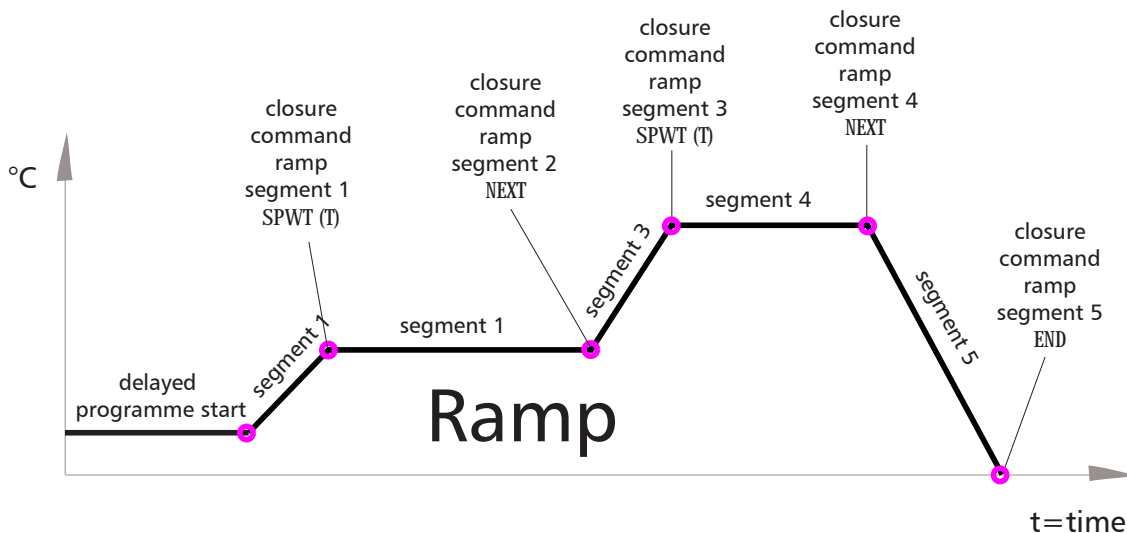 closure
command
ramp
segment 1
SPWT (T)
closure
command
ramp
segment 2
NEXT
closure
command
ramp
segment 3
SPWT (T)
closure
command
ramp
segment 4
NEXT
closure
command
ramp
segment 5
END
°C
delayed
programme start
segment 1
segment 1
segment 3
segment 4
segment 5
Ramp
t=time